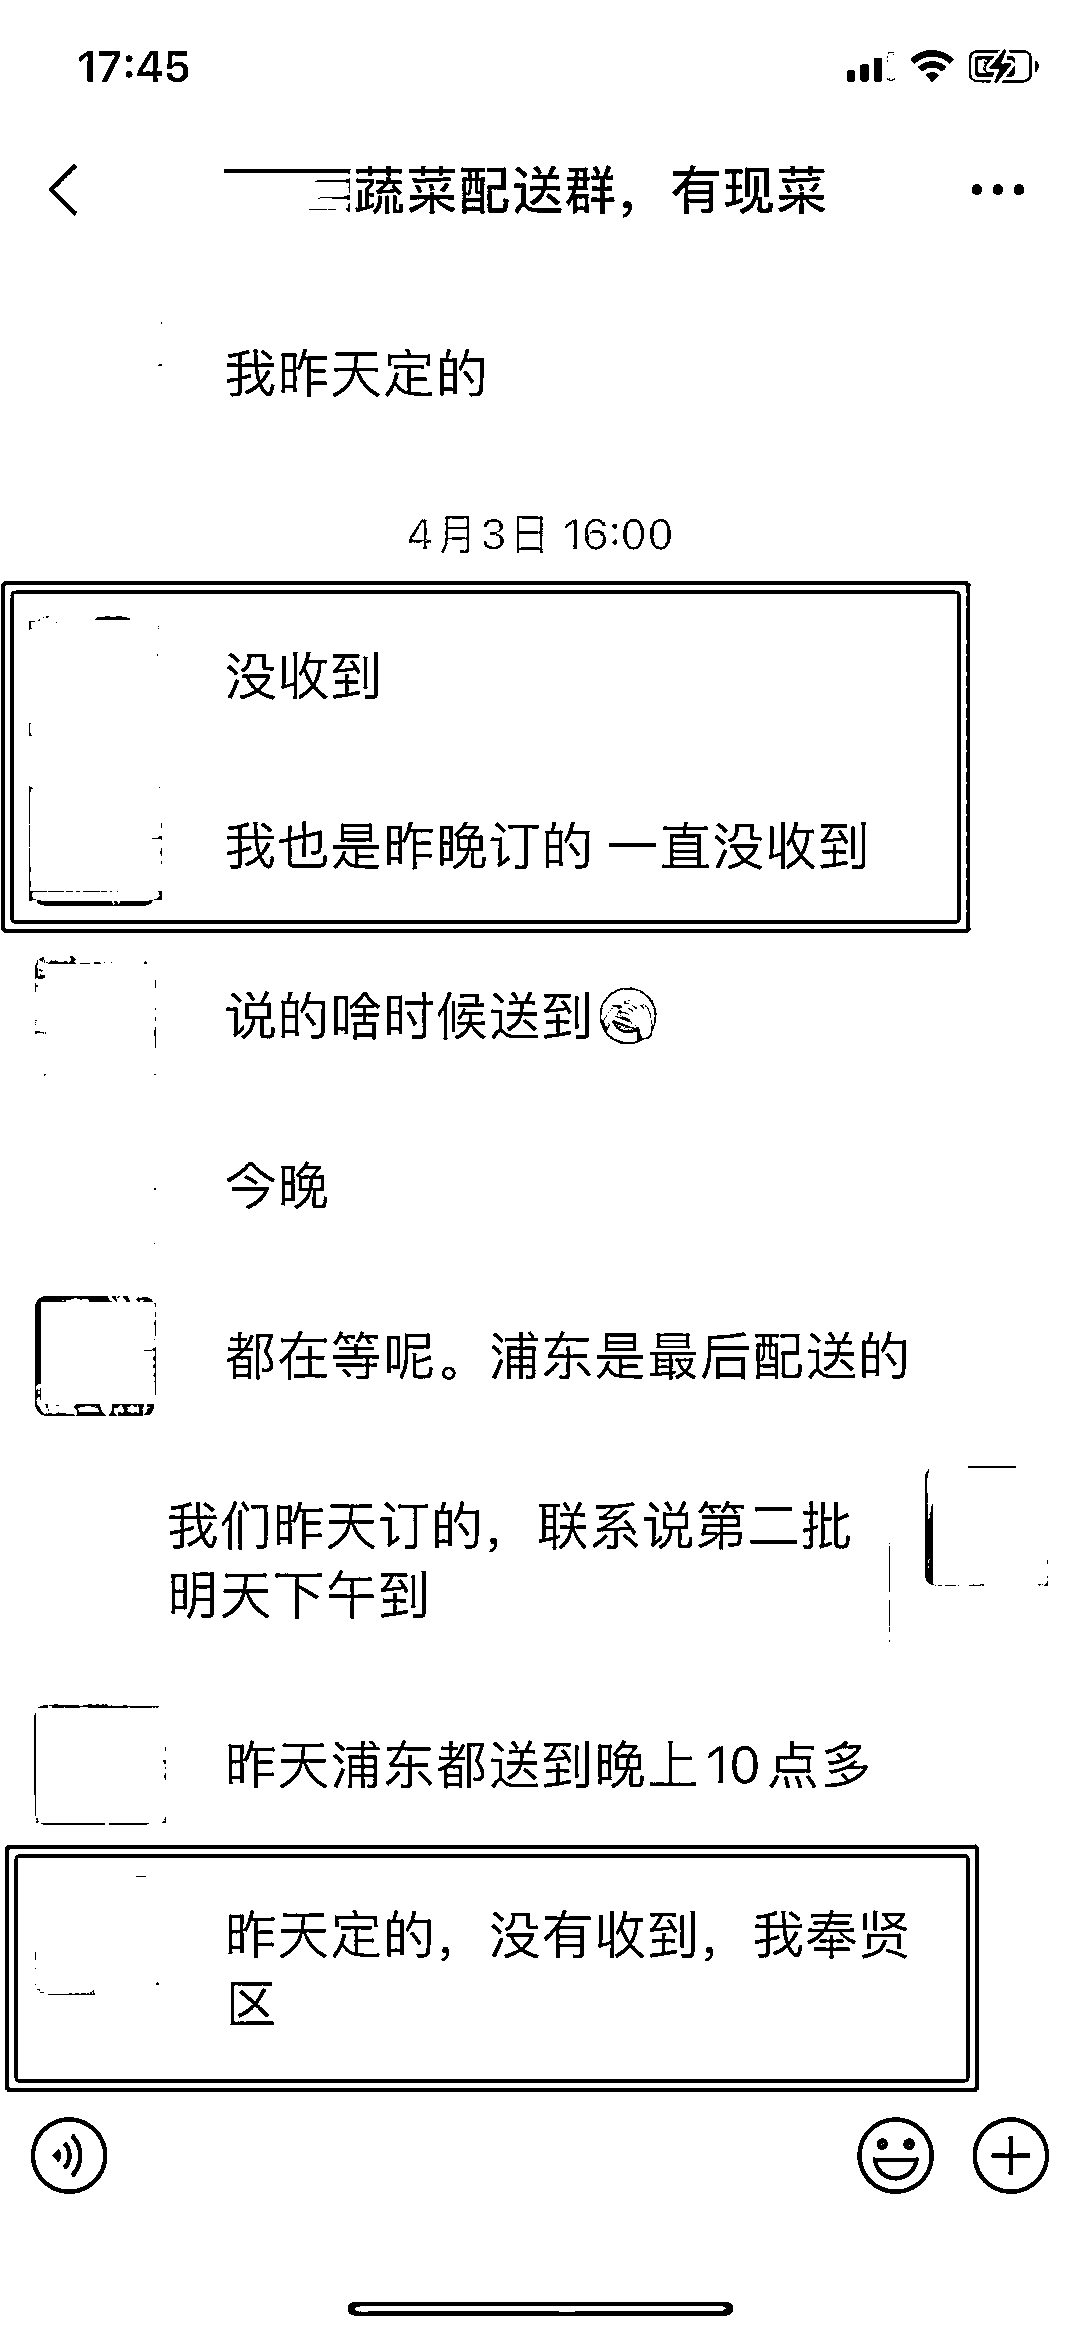 17:45
蔬菜配送群，有现菜
我昨天定的
4月3日 16:00
没收到
我也是昨晚订的 一直没收到
说的啥时候送到
今晚
都在等呢。浦东是最后配送的
我们昨天订的，联系说第二批
明天下午到
昨天浦东都送到晚上10点多
昨天定的，没有收到，我奉贤
区